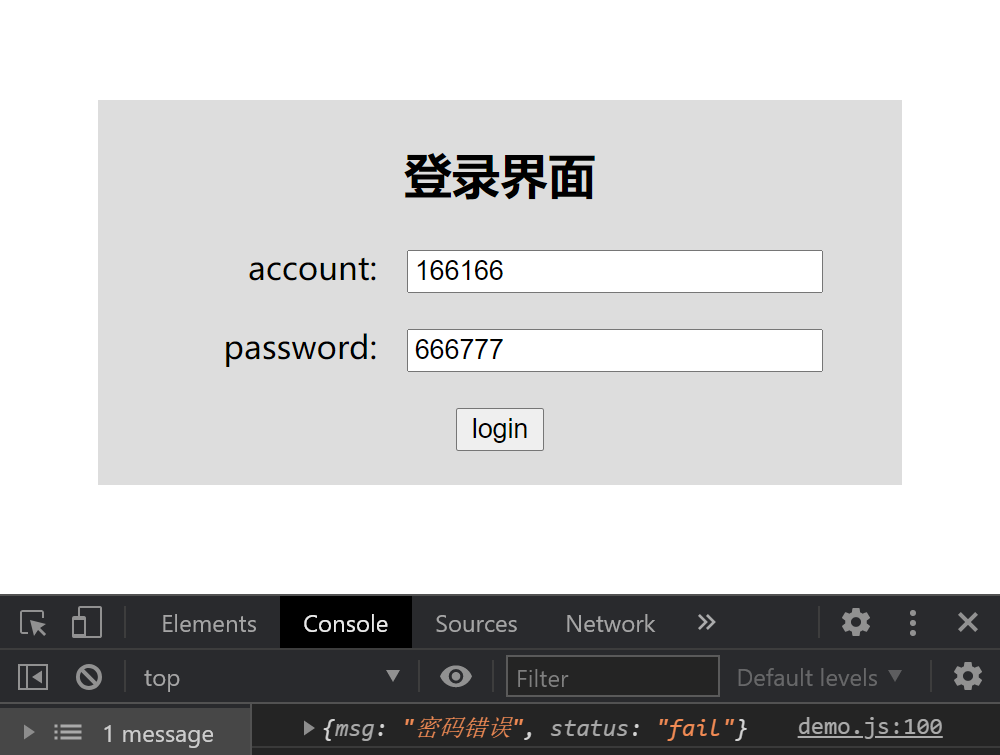 登录界面
account: 166166
password: 666777
login
Elements Console Sources Network
top Filter Default levels
1 message {msg: "密码错误", status: "fail"} demo.js:100